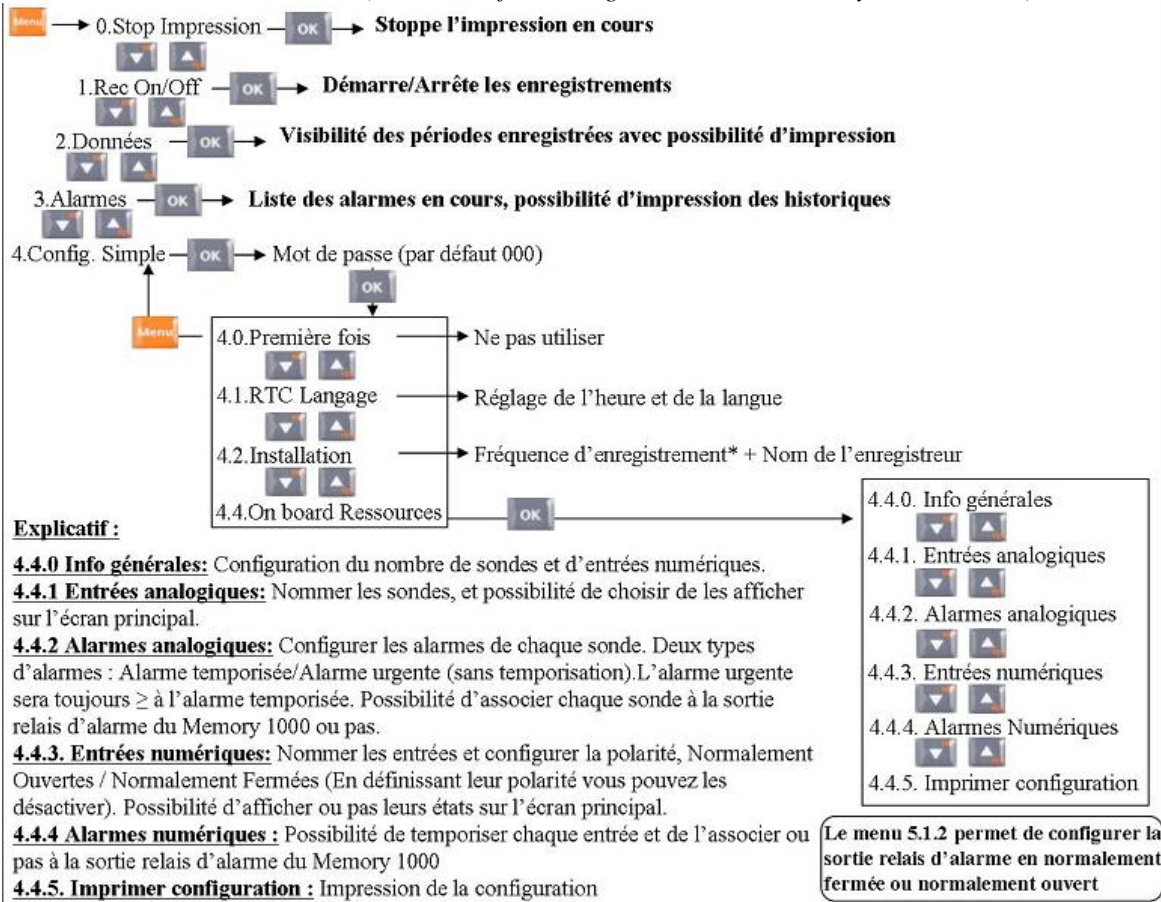 Menu 0.Stop Impression OK Stoppe l'impression en cours
1.Rec On/Off OK Démarre/Arrête les enregistrements
2.Données OK Visibilité des périodes enregistrées avec possibilité d'impression
3.Alarmes OK Liste des alarmes en cours, possibilité d'impression des historiques
4.Config. Simple OK Mot de passe (par défaut 000)
OK
Menu
4.0.Première fois Ne pas utiliser
4.1.RTC Langage Réglage de l'heure et de la langue
4.2.Installation Fréquence d'enregistrement* + Nom de l'enregistreur
4.4.On board Ressources OK
4.4.0. Info générales
4.4.1. Entrées analogiques
4.4.2. Alarmes analogiques
4.4.3. Entrées numériques
4.4.4. Alarmes Numériques
4.4.5. Imprimer configuration
Explicatif :
4.4.0 Info générales: Configuration du nombre de sondes et d'entrées numériques.
4.4.1 Entrées analogiques: Nommer les sondes, et possibilité de choisir de les afficher
sur l'écran principal.
4.4.2 Alarmes analogiques: Configurer les alarmes de chaque sonde. Deux types
d'alarmes : Alarme temporisée/Alarme urgente (sans temporisation).L'alarme urgente
sera toujours ≥ à l'alarme temporisée. Possibilité d'associer chaque sonde à la sortie
relais d'alarme du Memory 1000 ou pas.
4.4.3. Entrées numériques: Nommer les entrées et configurer la polarité, Normalement
Ouvertes / Normalement Fermées (En définissant leur polarité vous pouvez les
désactiver). Possibilité d'afficher ou pas leurs états sur l'écran principal.
4.4.4 Alarmes numériques : Possibilité de temporiser chaque entrée et de l'associer ou
pas à la sortie relais d'alarme du Memory 1000
4.4.5. Imprimer configuration : Impression de la configuration
Le menu 5.1.2 permet de configurer la
sortie relais d'alarme en normalement
fermée ou normalement ouvert